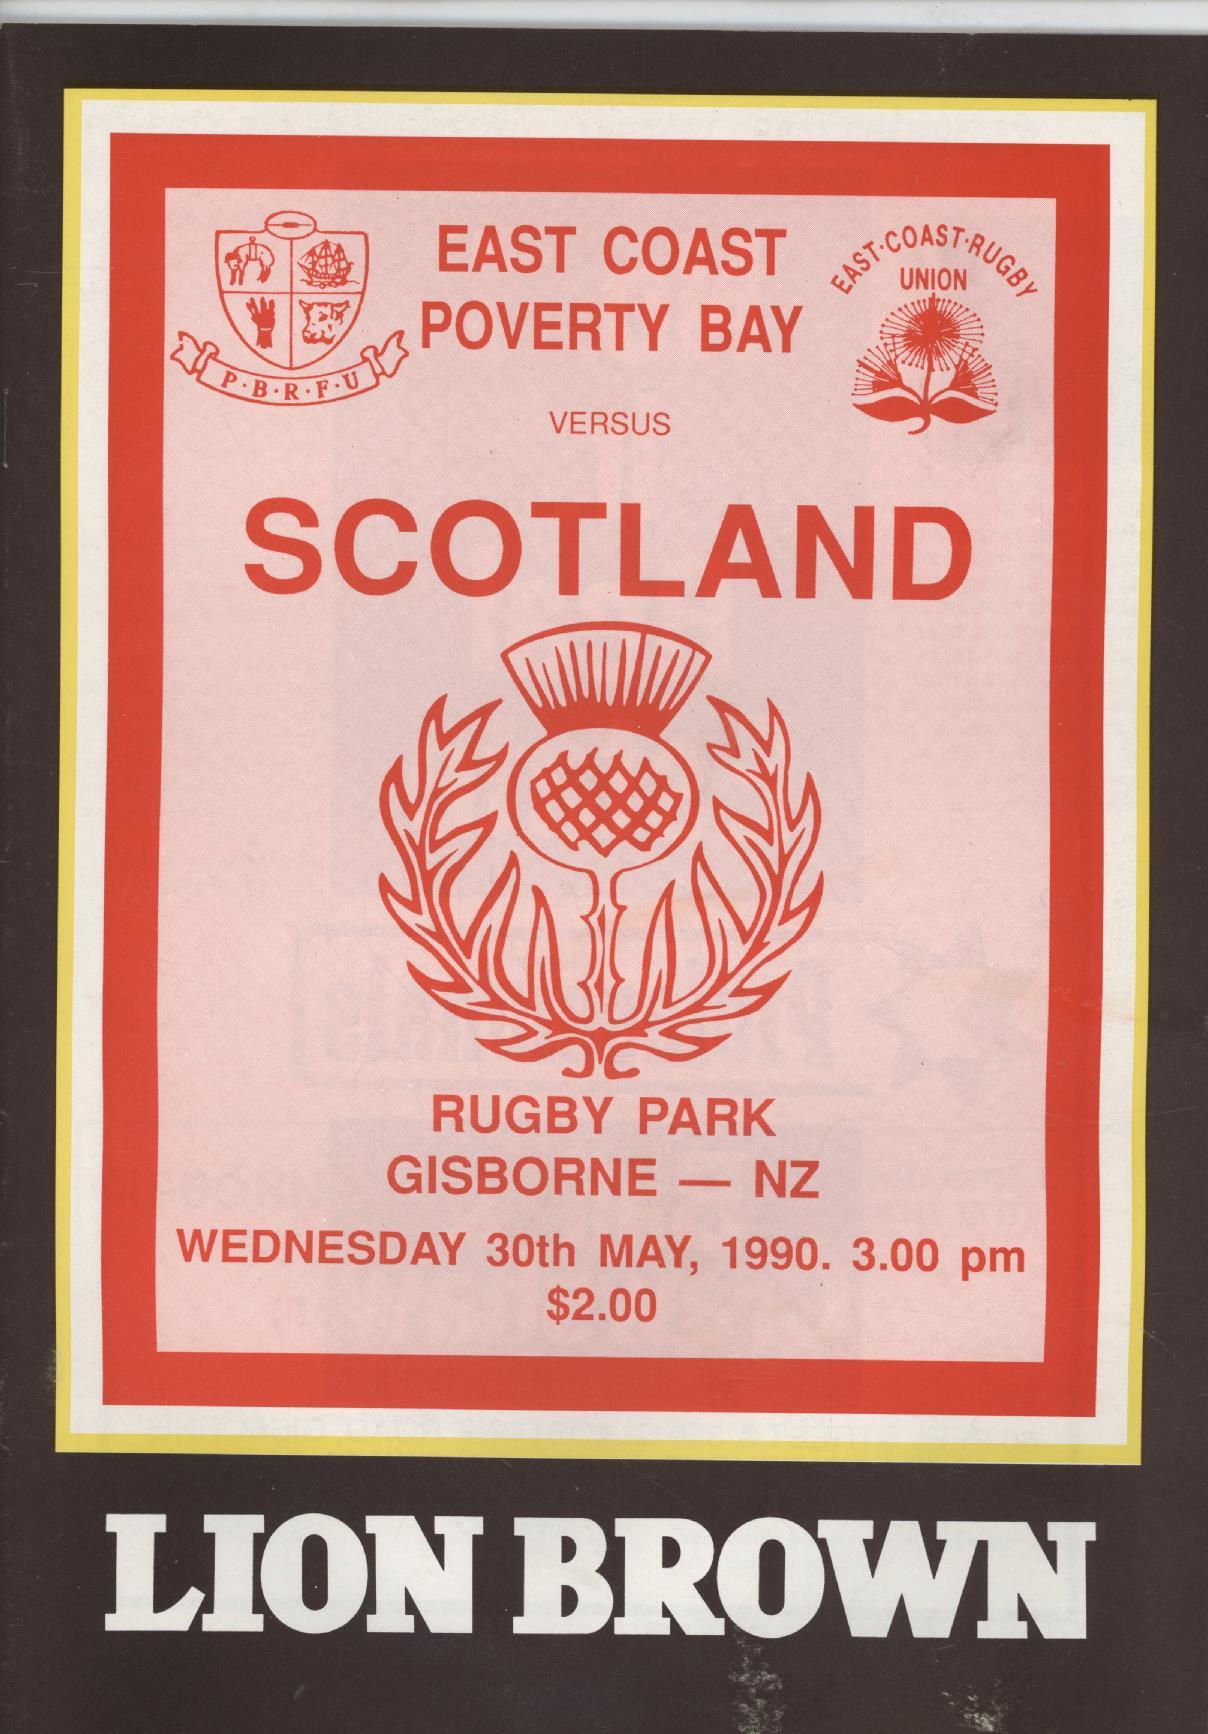 EAST COAST
POVERTY BAY
P·B·R·F·U
EAST·COAST·RUGBY
UNION
VERSUS
SCOTLAND
RUGBY PARK
GISBORNE — NZ
WEDNESDAY 30th MAY, 1990. 3.00 pm
$2.00
LION BROWN